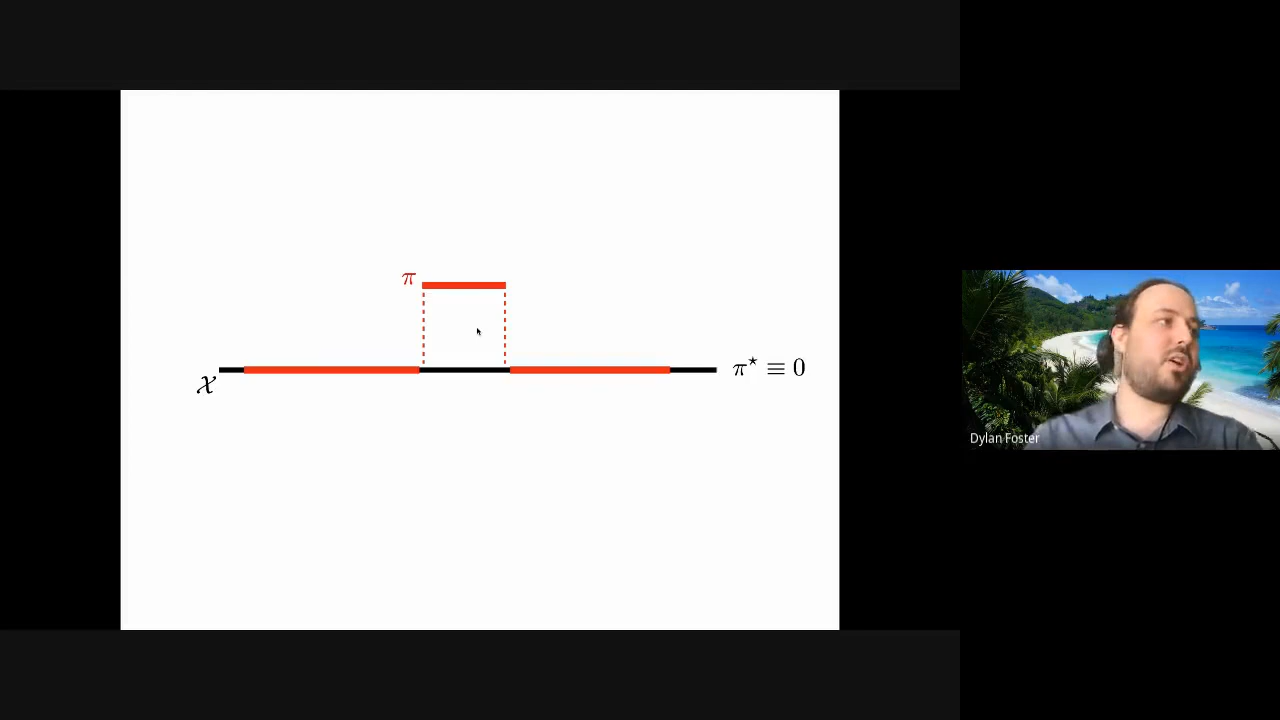 π
𝒳
π⋆ ≡ 0
Dylan Foster